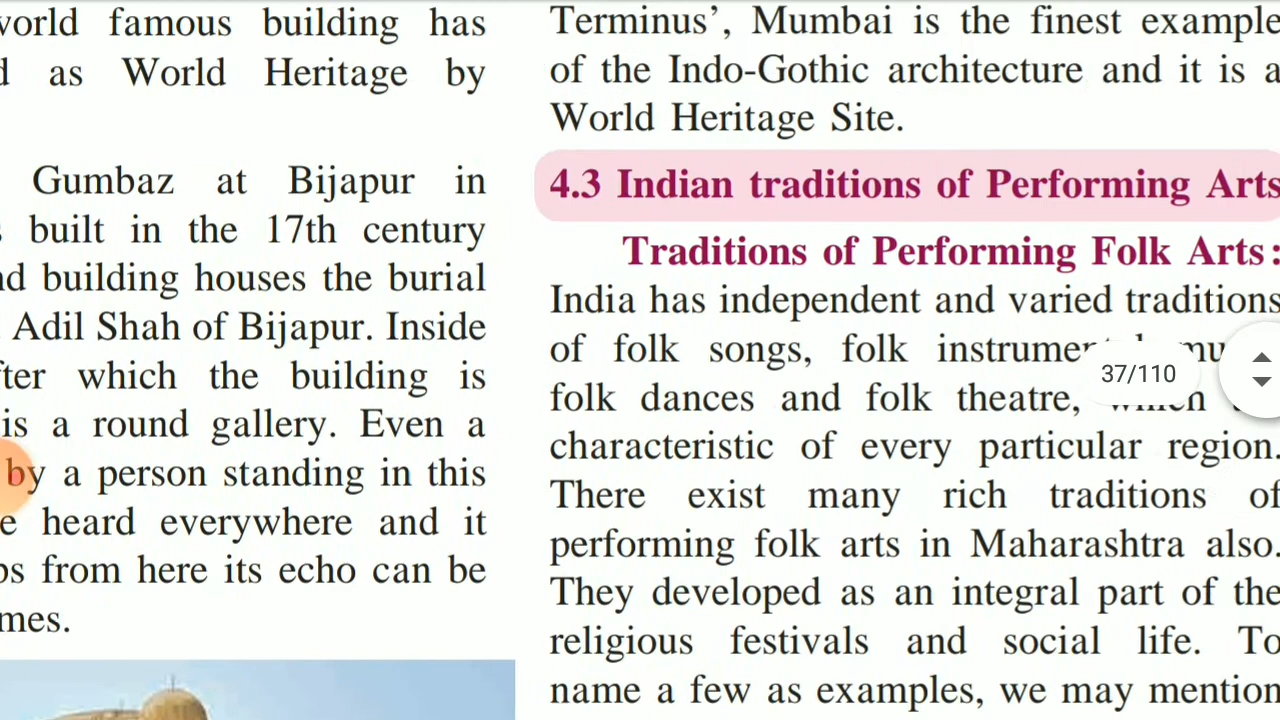 world famous building has
as World Heritage by
Gumbaz at Bijapur in
built in the 17th century
building houses the burial
Adil Shah of Bijapur. Inside
which the building is
is a round gallery. Even a
by a person standing in this
heard everywhere and it
from here its echo can be
Terminus’, Mumbai is the finest example
of the Indo-Gothic architecture and it is a
World Heritage Site.
4.3 Indian traditions of Performing Arts
Traditions of Performing Folk Arts :
India has independent and varied traditions
of folk songs, folk
folk dances and folk theatre,
characteristic of every particular region.
There exist many rich traditions of
performing folk arts in Maharashtra also.
They developed as an integral part of the
religious festivals and social life. To
name a few as examples, we may mention
37/110